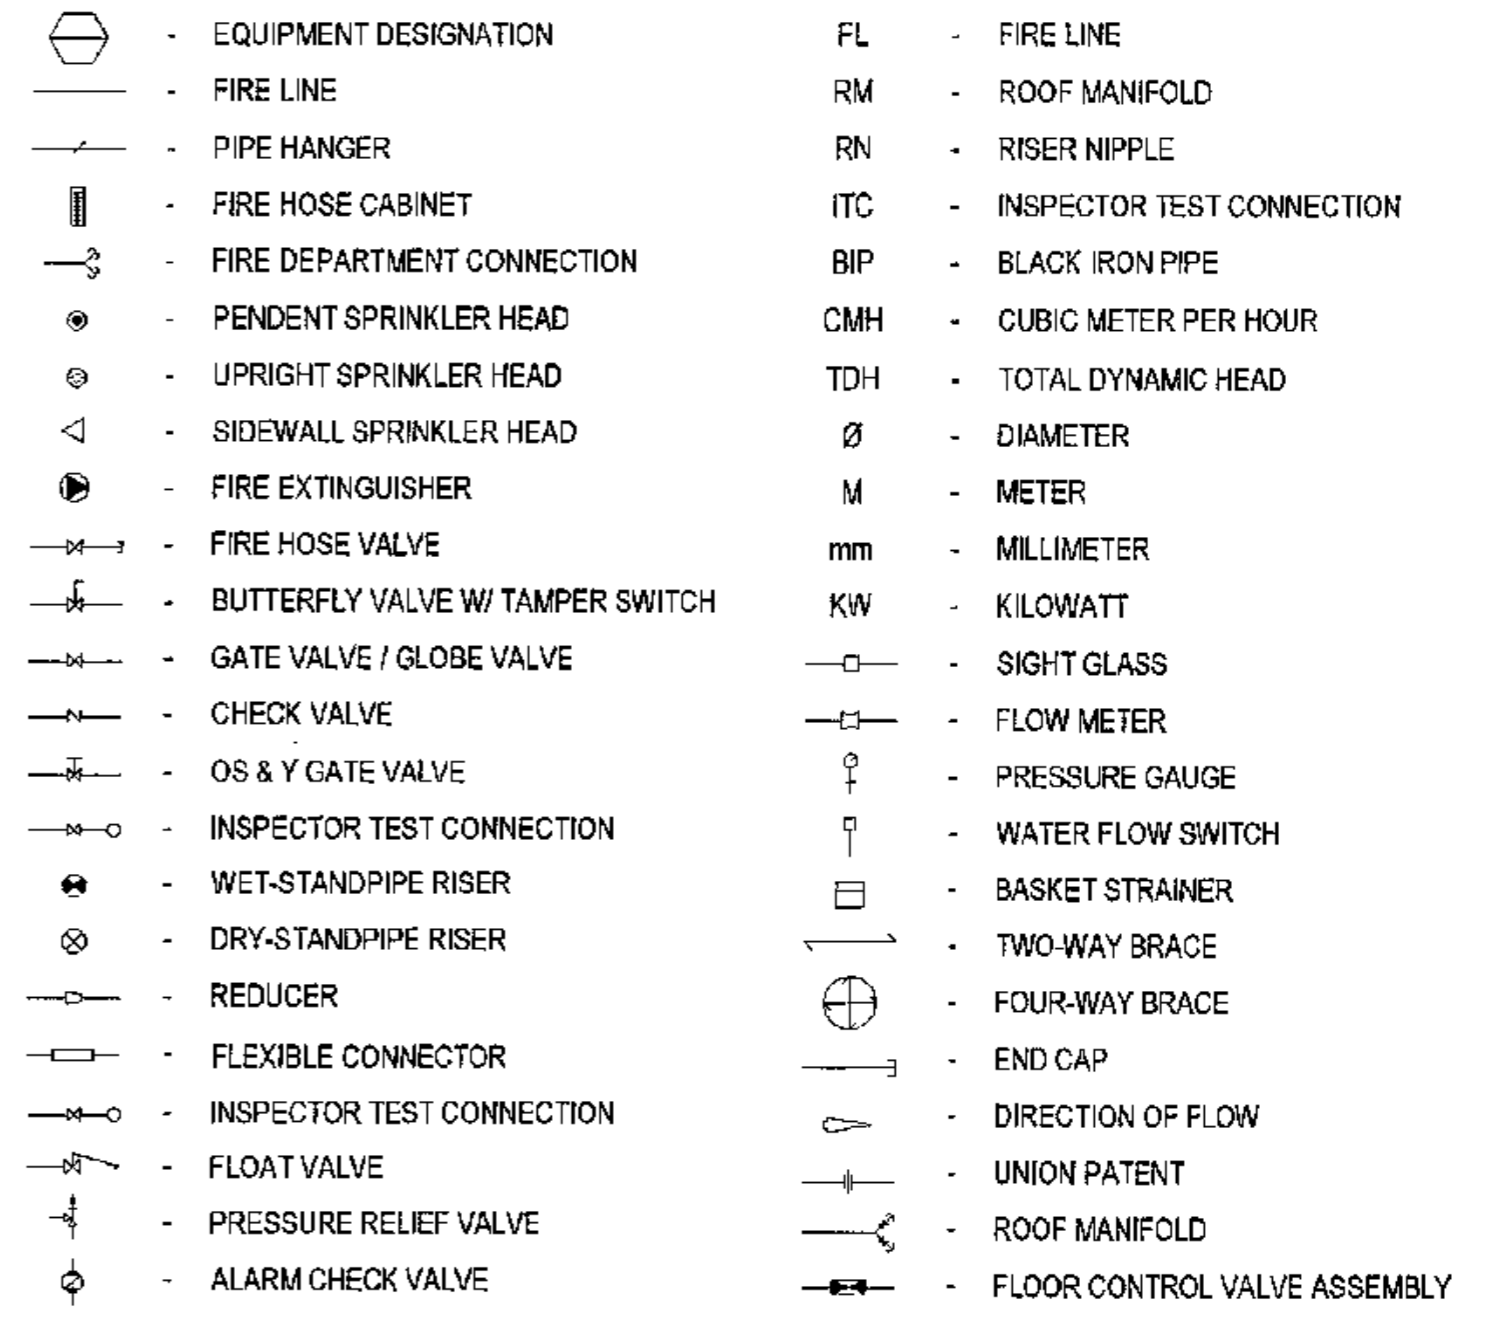 - EQUIPMENT DESIGNATION
- FIRE LINE
- PIPE HANGER
- FIRE HOSE CABINET
- FIRE DEPARTMENT CONNECTION
- PENDENT SPRINKLER HEAD
- UPRIGHT SPRINKLER HEAD
- SIDEWALL SPRINKLER HEAD
- FIRE EXTINGUISHER
- FIRE HOSE VALVE
- BUTTERFLY VALVE W/ TAMPER SWITCH
- GATE VALVE / GLOBE VALVE
- CHECK VALVE
- OS & Y GATE VALVE
- INSPECTOR TEST CONNECTION
- WET-STANDPIPE RISER
- DRY-STANDPIPE RISER
- REDUCER
- FLEXIBLE CONNECTOR
- INSPECTOR TEST CONNECTION
- FLOAT VALVE
- PRESSURE RELIEF VALVE
- ALARM CHECK VALVE
FL - FIRE LINE
RM - ROOF MANIFOLD
RN - RISER NIPPLE
ITC - INSPECTOR TEST CONNECTION
BIP - BLACK IRON PIPE
CMH - CUBIC METER PER HOUR
TDH - TOTAL DYNAMIC HEAD
Ø - DIAMETER
M - METER
mm - MILLIMETER
KW - KILOWATT
- SIGHT GLASS
- FLOW METER
- PRESSURE GAUGE
- WATER FLOW SWITCH
- BASKET STRAINER
- TWO-WAY BRACE
- FOUR-WAY BRACE
- END CAP
- DIRECTION OF FLOW
- UNION PATENT
- ROOF MANIFOLD
- FLOOR CONTROL VALVE ASSEMBLY